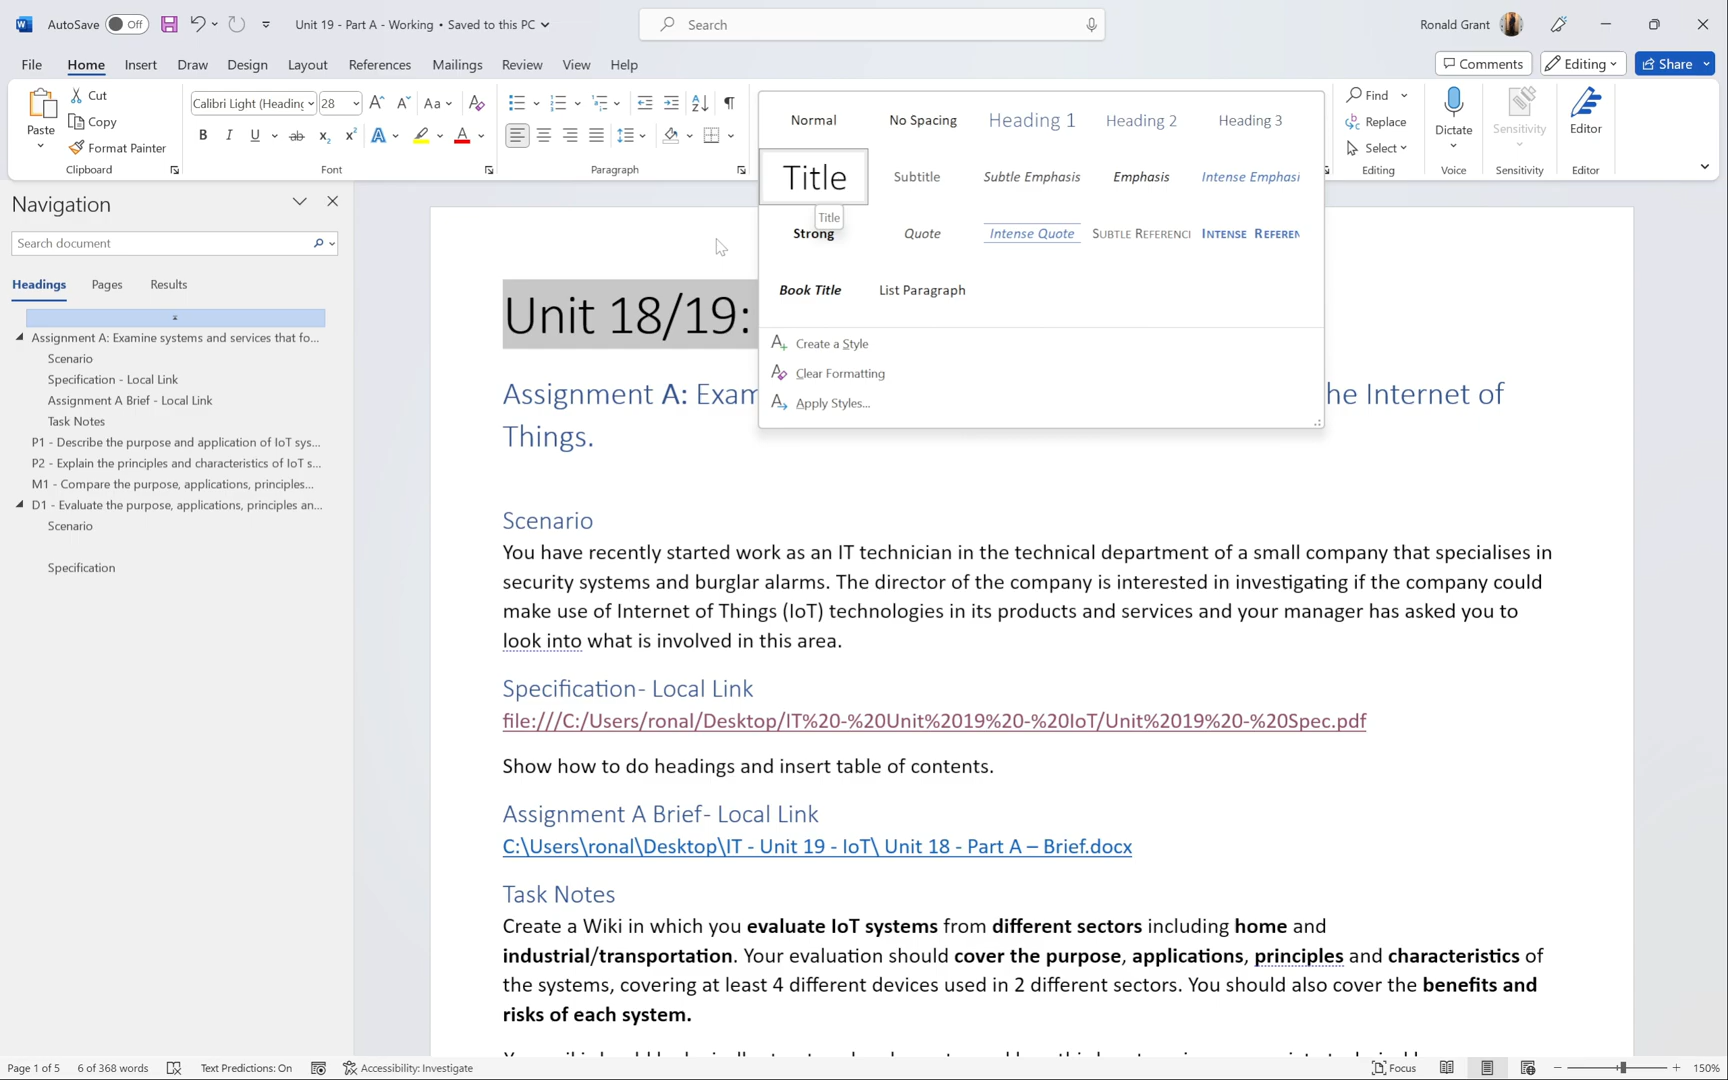 AutoSave Off
Unit 19 - Part A - Working • Saved to this PC
Search
Ronald Grant
File Home Insert Draw Design Layout References Mailings Review View Help
Comments Editing Share
Paste
Cut
Copy
Format Painter
Clipboard
Calibri Light (Heading 28
Aa
B I U ab x₂ x² A A
Font
Paragraph
Normal No Spacing Heading 1 Heading 2 Heading 3
Title Subtitle Subtle Emphasis Emphasis Intense Emphasi
Title
Strong Quote Intense Quote Subtle Referenci Intense Referen
Book Title List Paragraph
Create a Style
Clear Formatting
Apply Styles...
Find
Replace
Select
Editing
Dictate
Voice
Sensitivity
Sensitivity
Editor
Editor
Navigation
Search document
Headings Pages Results
Assignment A: Examine systems and services that fo...
Scenario
Specification - Local Link
Assignment A Brief - Local Link
Task Notes
P1 - Describe the purpose and application of IoT sys...
P2 - Explain the principles and characteristics of IoT s...
M1 - Compare the purpose, applications, principles...
D1 - Evaluate the purpose, applications, principles an...
Scenario
Specification
Unit 18/19:
Assignment A: Exam he Internet of
Things.
Scenario
You have recently started work as an IT technician in the technical department of a small company that specialises in
security systems and burglar alarms. The director of the company is interested in investigating if the company could
make use of Internet of Things (IoT) technologies in its products and services and your manager has asked you to
look into what is involved in this area.
Specification- Local Link
file:///C:/Users/ronal/Desktop/IT%20-%20Unit%2019%20-%20IoT/Unit%2019%20-%20Spec.pdf
Show how to do headings and insert table of contents.
Assignment A Brief- Local Link
C:\Users\ronal\Desktop\IT - Unit 19 - IoT\ Unit 18 - Part A – Brief.docx
Task Notes
Create a Wiki in which you evaluate IoT systems from different sectors including home and
industrial/transportation. Your evaluation should cover the purpose, applications, principles and characteristics of
the systems, covering at least 4 different devices used in 2 different sectors. You should also cover the benefits and
risks of each system.
Page 1 of 5 6 of 368 words Text Predictions: On Accessibility: Investigate
Focus 150%